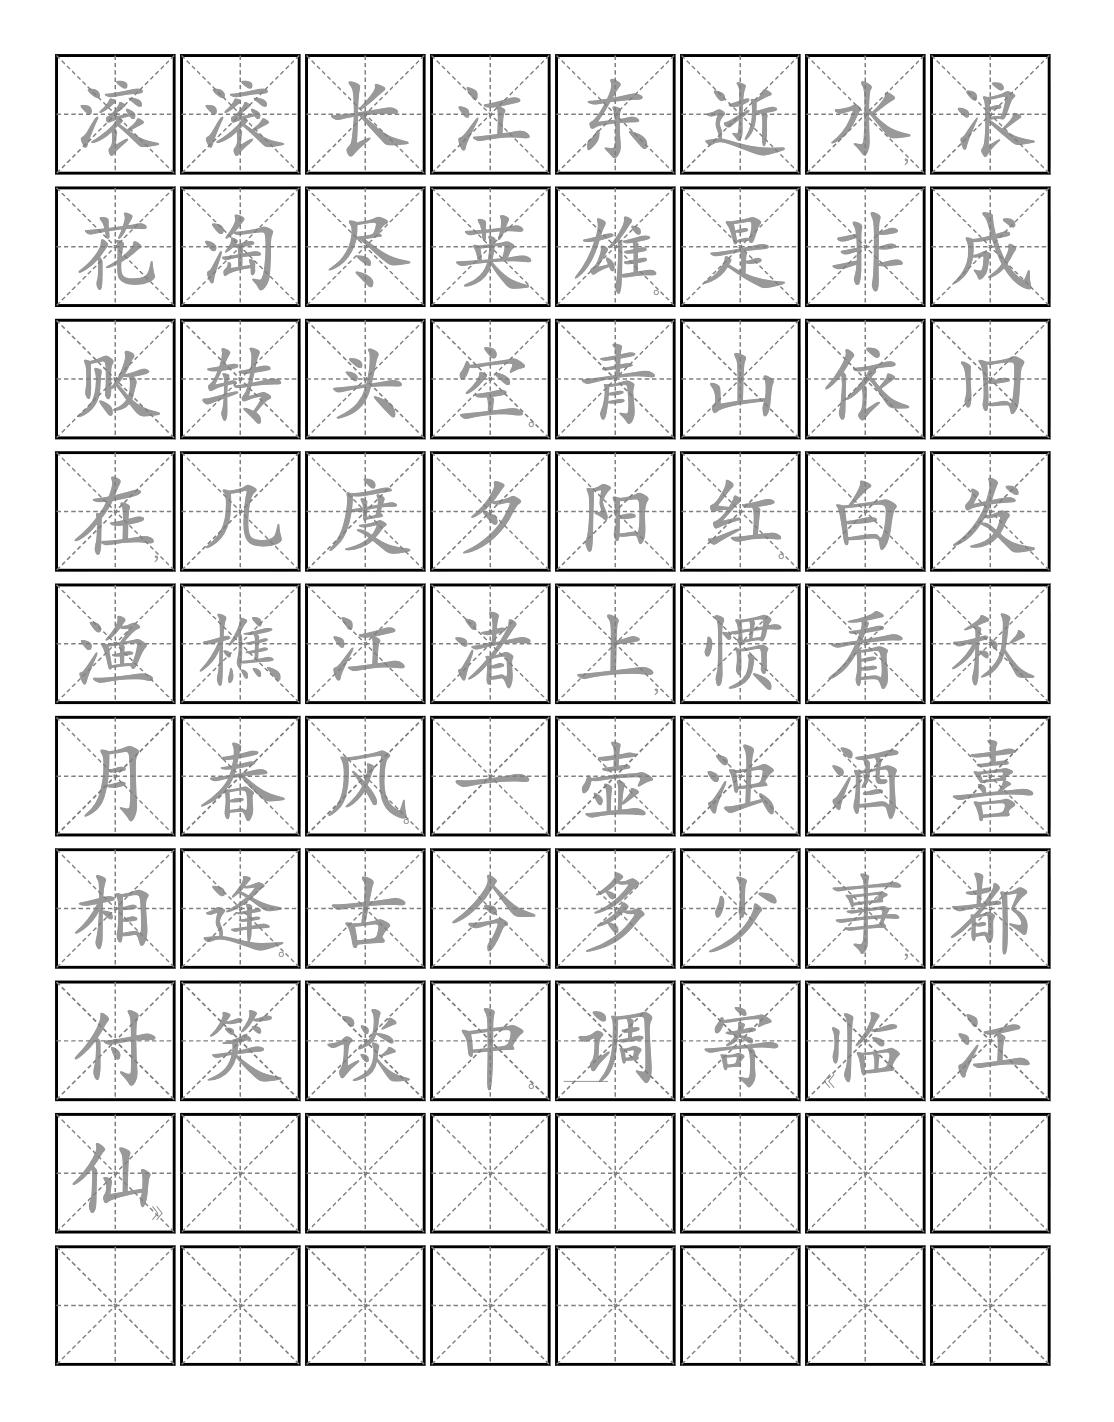 滚滚长江东逝水，浪
花淘尽英雄。是非成
败转头空。青山依旧
在，几度夕阳红。白发
渔樵江渚上，惯看秋
月春风。一壶浊酒喜
相逢。古今多少事，都
付笑谈中。——调寄《临江
仙》